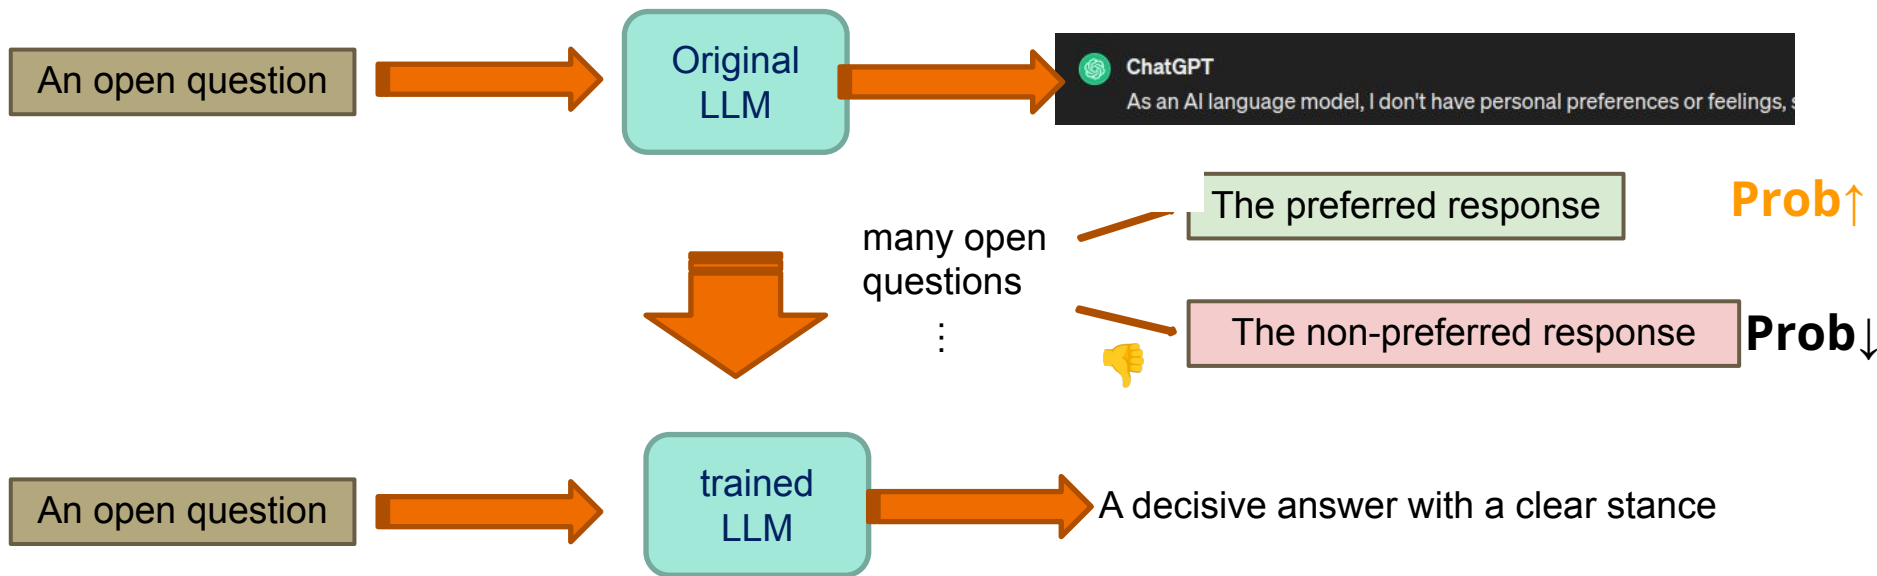 An open question
Original
LLM
ChatGPT
As an AI language model, I don't have personal preferences or feelings,
The preferred response
Prob↑
many open
questions
⋮
The non-preferred response
Prob↓
An open question
trained
LLM
A decisive answer with a clear stance